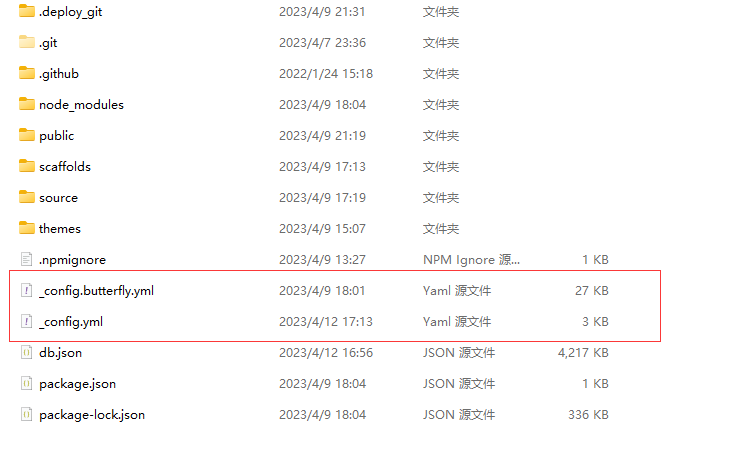 .deploy_git 2023/4/9 21:31 文件夹
.git 2023/4/7 23:36 文件夹
.github 2022/1/24 15:18 文件夹
node_modules 2023/4/9 18:04 文件夹
public 2023/4/9 21:19 文件夹
scaffolds 2023/4/9 17:13 文件夹
source 2023/4/9 17:19 文件夹
themes 2023/4/9 15:07 文件夹
.npmignore 2023/4/9 13:27 NPM Ignore 源... 1 KB
_config.butterfly.yml 2023/4/9 18:01 Yaml 源文件 27 KB
_config.yml 2023/4/12 17:13 Yaml 源文件 3 KB
db.json 2023/4/12 16:56 JSON 源文件 4,217 KB
package.json 2023/4/9 18:04 JSON 源文件 1 KB
package-lock.json 2023/4/9 18:04 JSON 源文件 336 KB